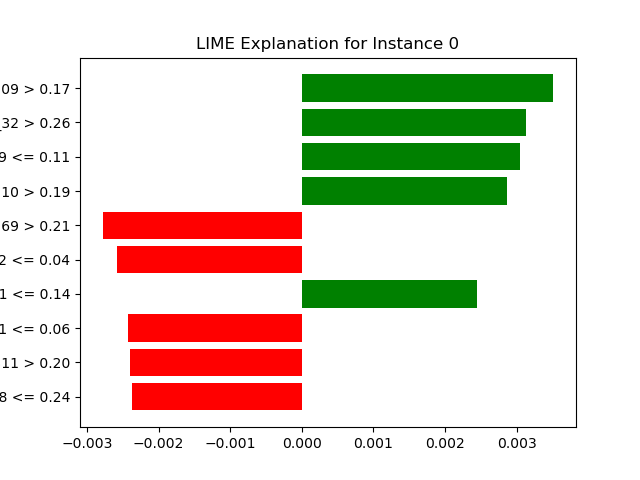 LIME Explanation for Instance 0
09 > 0.17
_32 > 0.26
9 <= 0.11
10 > 0.19
69 > 0.21
2 <= 0.04
1 <= 0.14
1 <= 0.06
11 > 0.20
8 <= 0.24
−0.003 −0.002 −0.001 0.000 0.001 0.002 0.003